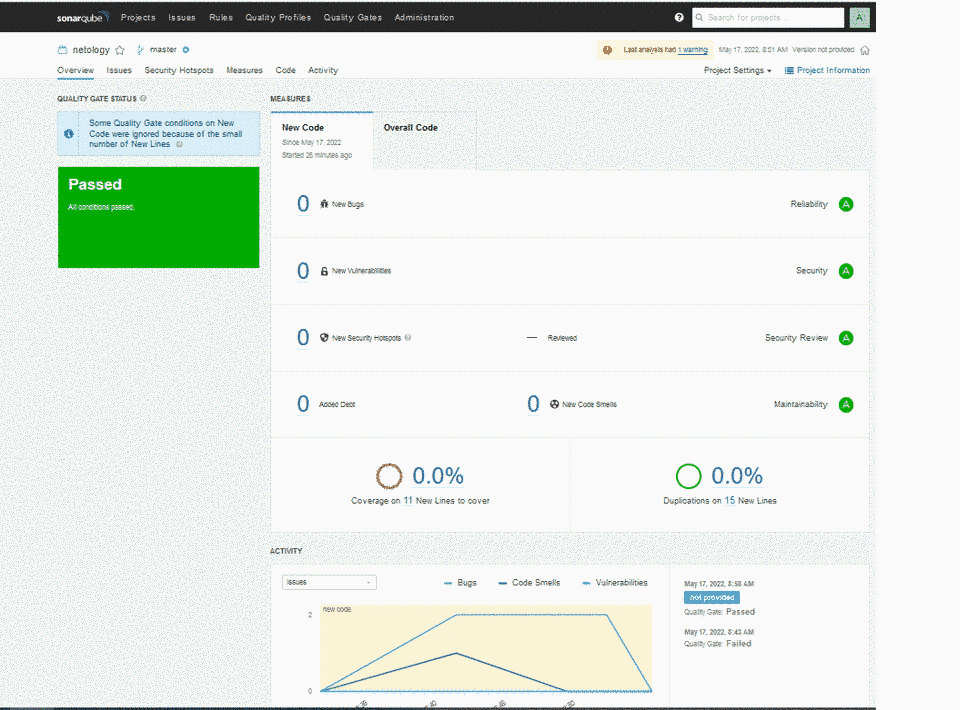 sonarqube Projects Issues Rules Quality Profiles Quality Gates Administration ? Search for projects... A
netology master Last analysis had 1 warning May 17, 2022, 8:51 AM Version not provided
Overview Issues Security Hotspots Measures Code Activity Project Settings Project Information
QUALITY GATE STATUS
Some Quality Gate conditions on New
Code were ignored because of the small
number of New Lines
Passed
All conditions passed.
MEASURES
New Code
Since May 17, 2022
Started 26 minutes ago
Overall Code
0 New Bugs Reliability A
0 New Vulnerabilities Security A
0 New Security Hotspots — Reviewed Security Review A
0 Added Debt 0 New Code Smells Maintainability A
0.0%
Coverage on 11 New Lines to cover
0.0%
Duplications on 15 New Lines
ACTIVITY
Issues Bugs Code Smells Vulnerabilities
2
new code
0
May 17, 2022, 8:58 AM
not provided
Quality Gate: Passed
May 17, 2022, 8:43 AM
Quality Gate: Failed